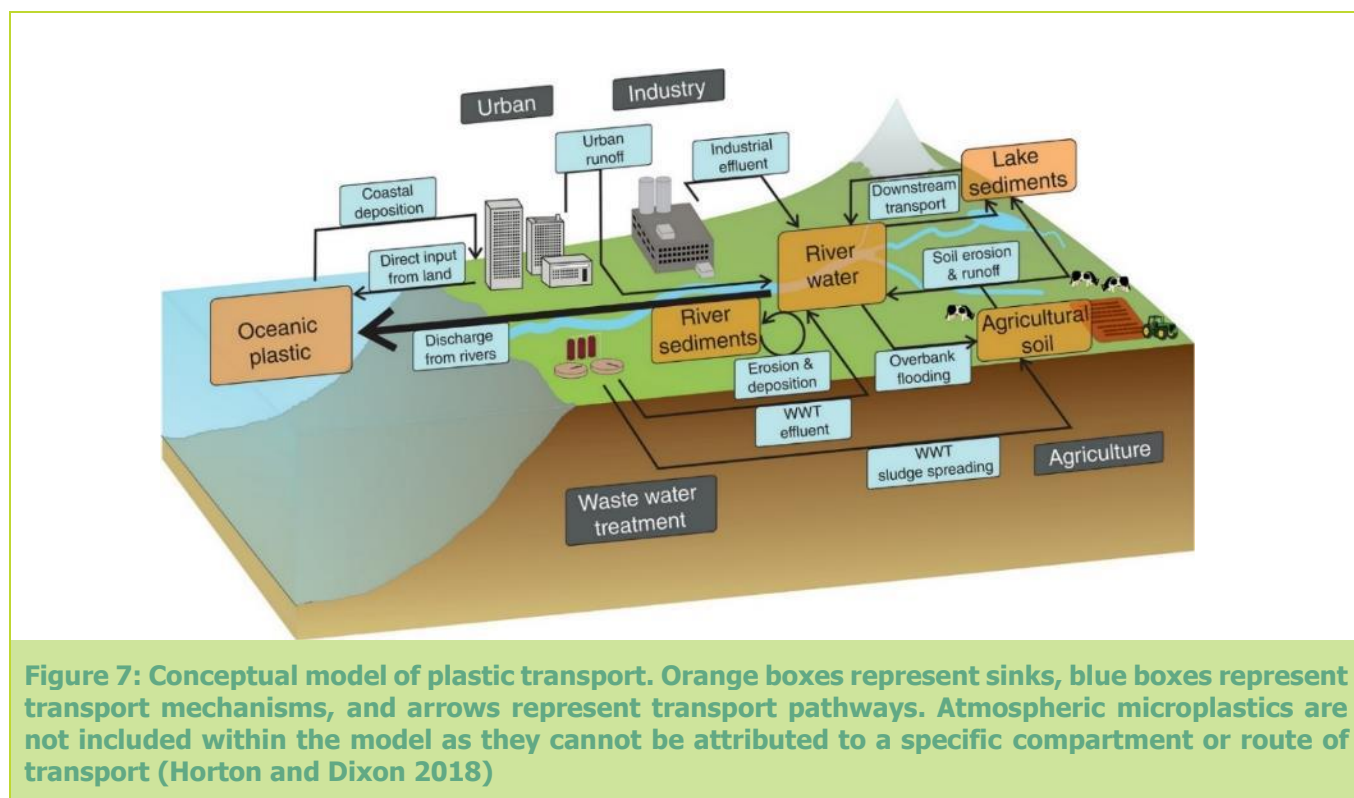 Urban
Industry
Urban
runoff
Industrial
effluent
Lake
sediments
Coastal
deposition
Downstream
transport
Direct input
from land
River
water
Soil erosion
& runoff
Oceanic
plastic
Discharge
from rivers
River
sediments
Agricultural
soil
Erosion &
deposition
Overbank
flooding
WWT
effluent
WWT
sludge spreading
Agriculture
Waste water
treatment
Figure 7: Conceptual model of plastic transport. Orange boxes represent sinks, blue boxes represent
transport mechanisms, and arrows represent transport pathways. Atmospheric microplastics are
not included within the model as they cannot be attributed to a specific compartment or route of
transport (Horton and Dixon 2018)